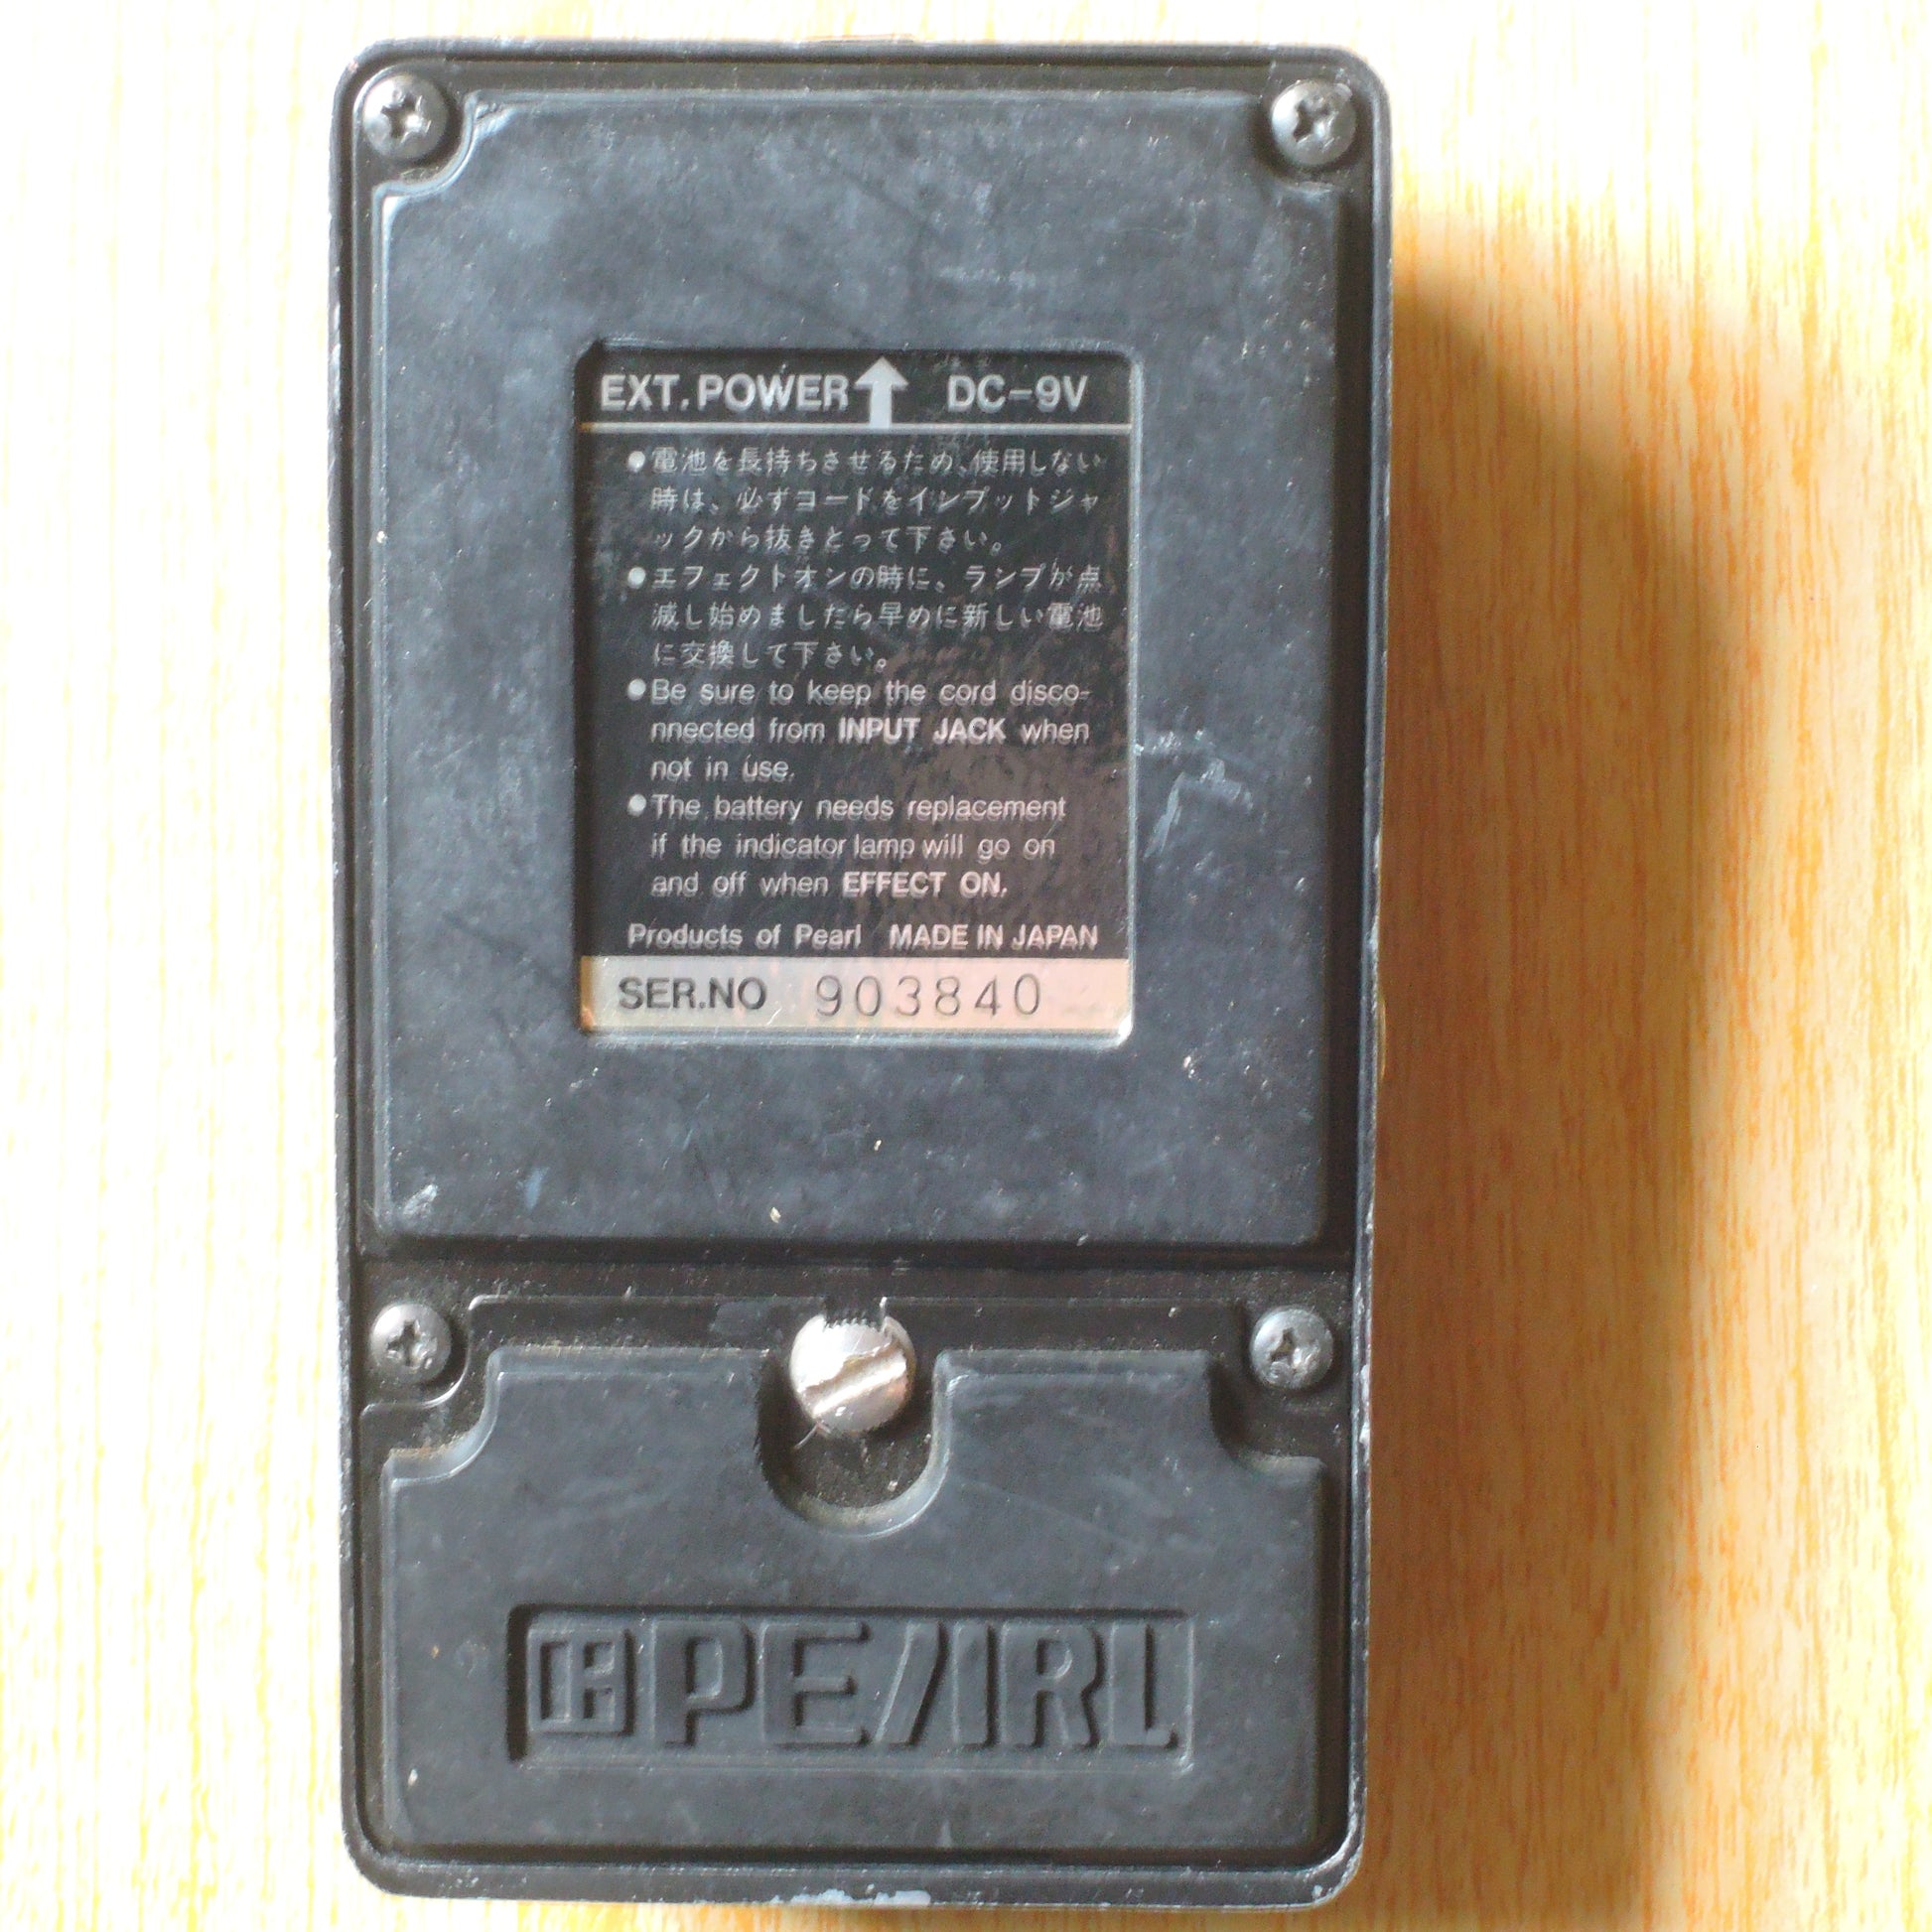 EXT.POWER DC-9V
●電池を長持ちさせるため、使用しない
時は、必ずコードをインプットジャ
ックから抜きとって下さい。
●エフェクトオンの時に、ランプが点
滅し始めましたら早めに新しい電池
に交換して下さい。
●Be sure to keep the cord disco-
nnected from INPUT JACK when
not in use.
●The battery needs replacement
if the indicator lamp will go on
and off when EFFECT ON.
Products of Pearl MADE IN JAPAN
SER.NO 903840
PEARL